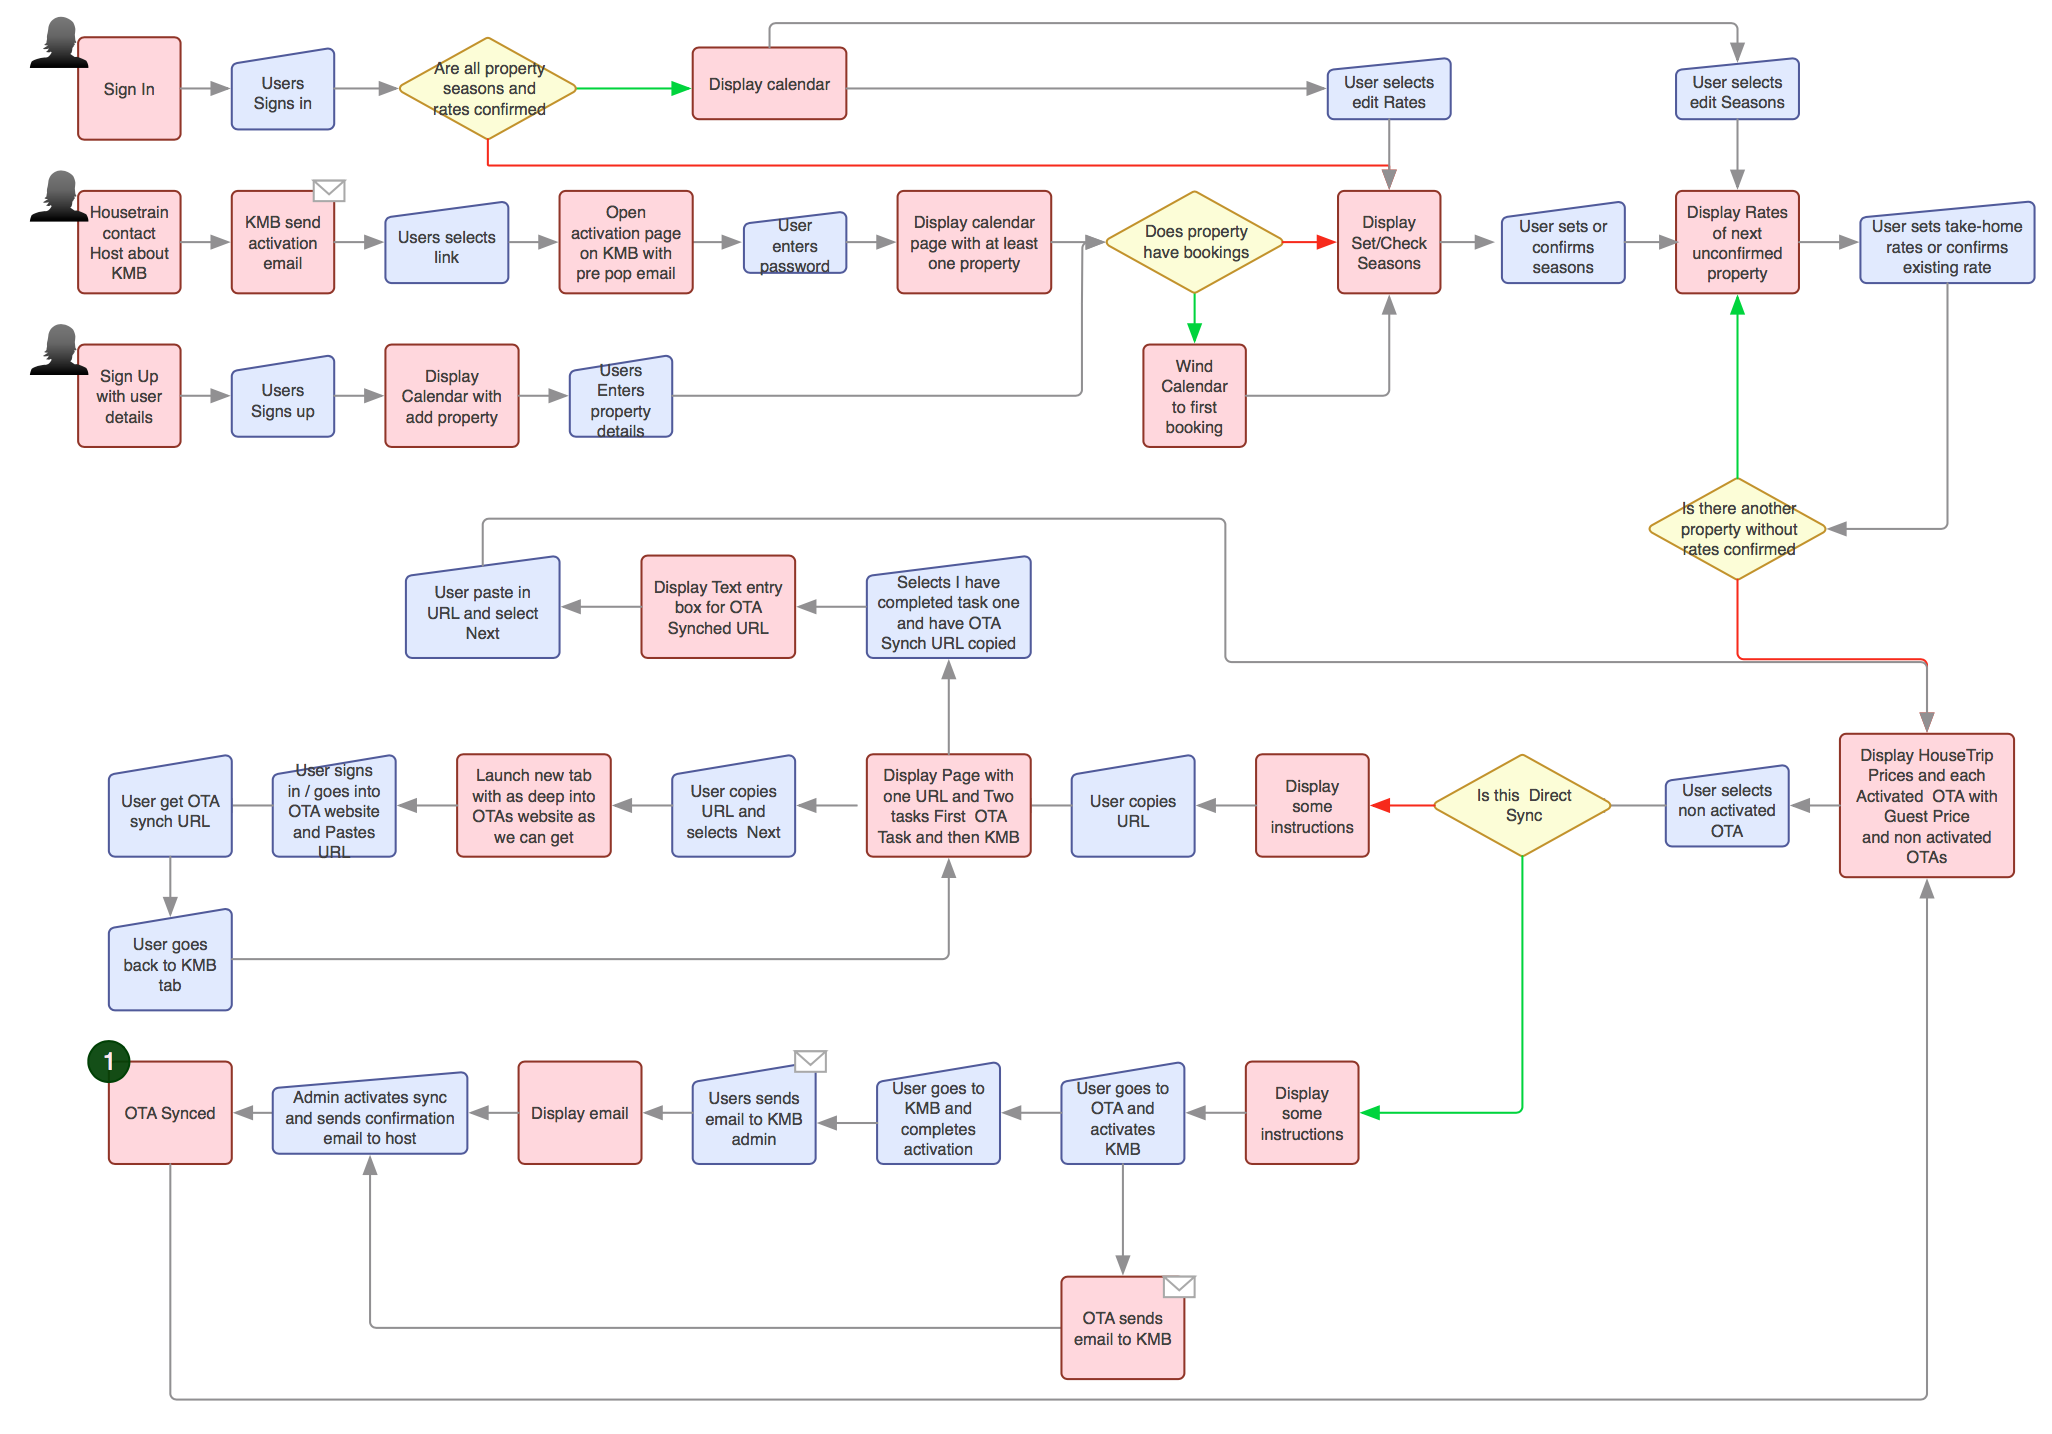 Sign In
Users
Signs in
Are all property
seasons and
rates confirmed
Display calendar
User selects
edit Rates
User selects
edit Seasons
Housetrain
contact
Host about
KMB
KMB send
activation
email
Users selects
link
Open
activation page
on KMB with
pre pop email
User
enters
password
Display calendar
page with at least
one property
Does property
have bookings
Display
Set/Check
Seasons
User sets or
confirms
seasons
Display Rates
of next
unconfirmed
property
User sets take-home
rates or confirms
existing rate
Sign Up
with user
details
Users
Signs up
Display
Calendar with
add property
Users
Enters
property
details
Wind
Calendar
to first
booking
Is there another
property without
rates confirmed
User paste in
URL and select
Next
Display Text entry
box for OTA
Synched URL
Selects I have
completed task one
and have OTA
Synch URL copied
User get OTA
synch URL
User signs
in / goes into
OTA website
and Pastes
URL
Launch new tab
with as deep into
OTAs website as
we can get
User copies
URL and
selects Next
Display Page with
one URL and Two
tasks First OTA
Task and then KMB
User copies
URL
Display
some
instructions
Is this Direct
Sync
User selects
non activated
OTA
Display HouseTrip
Prices and each
Activated OTA with
Guest Price
and non activated
OTAs
User goes
back to KMB
tab
1
OTA Synced
Admin activates sync
and sends confirmation
email to host
Display email
Users sends
email to KMB
admin
User goes to
KMB and
completes
activation
User goes to
OTA and
activates
KMB
Display
some
instructions
OTA sends
email to KMB